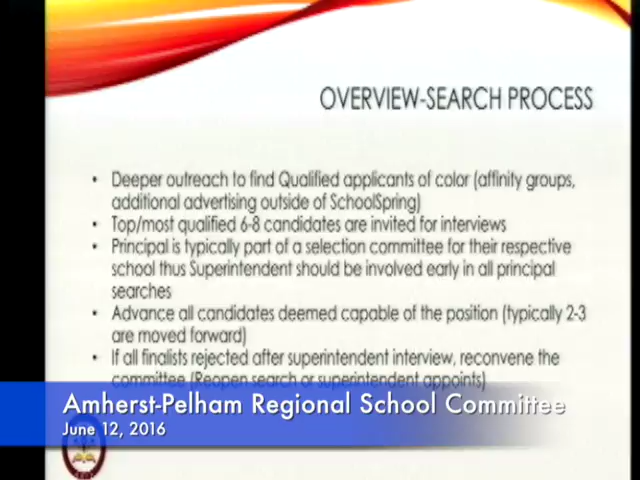 OVERVIEW-SEARCH PROCESS
• Deeper outreach to find Qualified applicants of color (affinity groups,
additional advertising outside of SchoolSpring)
• Top/most qualified 6-8 candidates are invited for interviews
• Principal is typically part of a selection committee for their respective
school thus Superintendent should be involved early in all principal
searches
• Advance all candidates deemed capable of the position (typically 2-3
are moved forward)
• If all finalists rejected after superintendent interview, reconvene the
committee (Reopen search or superintendent appoints)
Amherst-Pelham Regional School Committee
June 12, 2016